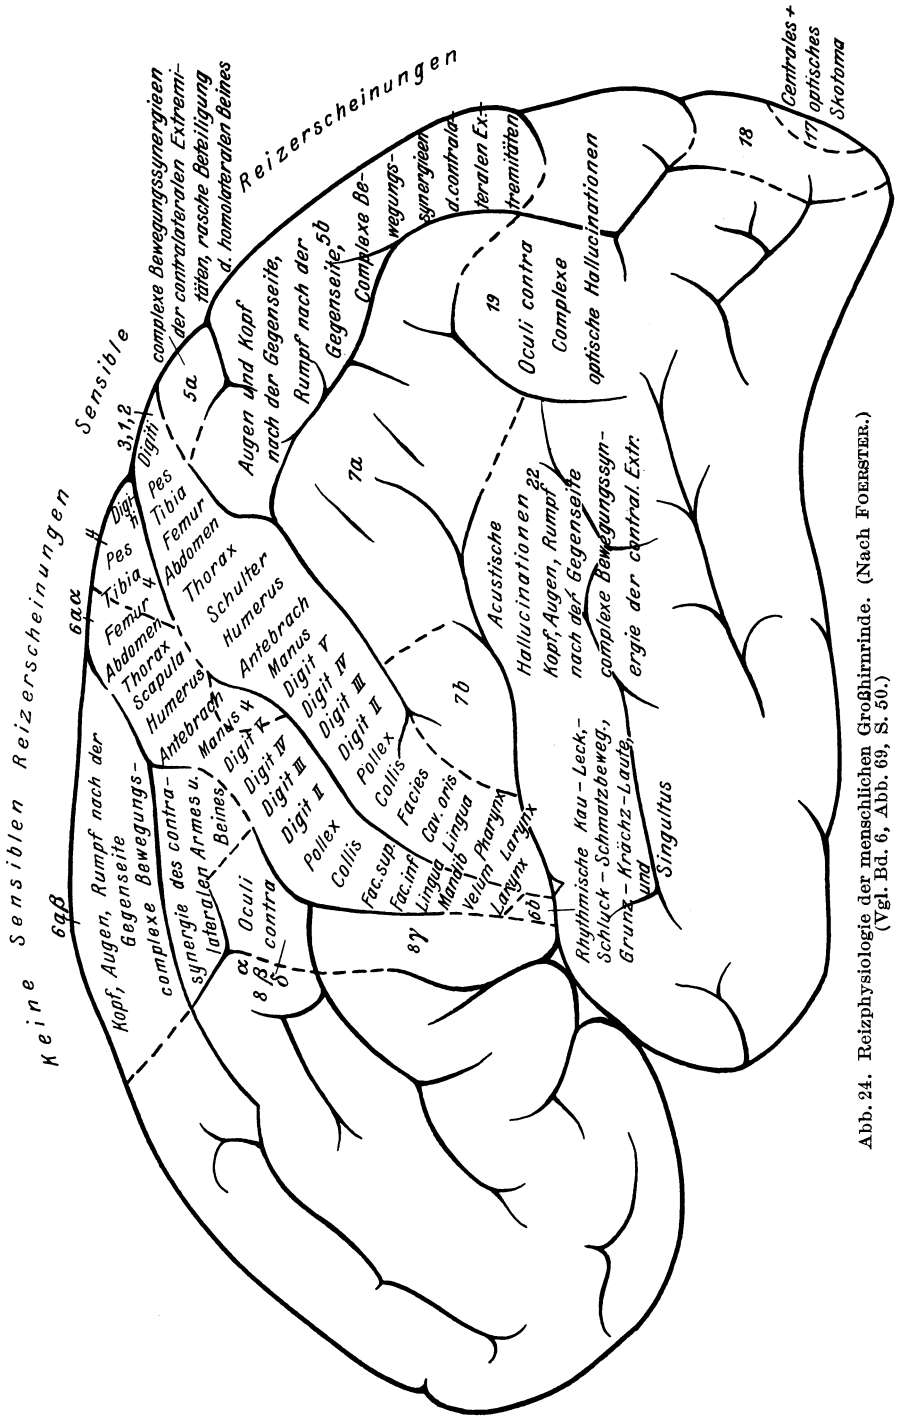 Keine Sensiblen Reizerscheinungen
Sensible
Reizerscheinungen
6aβ
6aα
4
3,1,2
Kopf, Augen, Rumpf nach der
Gegenseite
complexe Bewegungs-
synergie des contra-
lateralen Armes u.
Beines
Oculi
contra
α
8 β
δ
8γ
Digiti
Pes
Tibia
Femur
4
Abdomen
Thorax
Scapula
Humerus
Antebrach
Manus 4
Digit V
Digit IV
Digit III
Digit II
Pollex
Collis
Fac.sup.
Fac.inf
Lingua
Mandib
Velum
Larynx
6b
Digiti
Pes
Tibia
Femur
Abdomen
Thorax
Schulter
Humerus
Antebrach
Manus
Digit V
Digit IV
Digit III
Digit II
Pollex
Collis
Facies
Cav. oris
Lingua
Pharynx
Larynx
complexe Bewegungssynergieen
der contralateralen Extremi-
täten, rasche Beteiligung
d. homolateralen Beines
5a
Augen und Kopf
nach der Gegenseite,
Rumpf nach der
Gegenseite,
5b
Complexe Be-
wegungs-
synergieen
d. contrala-
teralen Ex-
tremitäten
7a
7b
19
Oculi contra
Complexe
optische Hallucinationen
18
17
Centrales +
optisches
Skotoma
Acustische
Hallucinationen
22
Kopf, Augen, Rumpf
nach der Gegenseite
complexe Bewegungssyn-
ergie der contral. Extr.
Rhythmische Kau-Leck,-
Schluck-Schmatzbeweg.,
Grunz-Krächz-Laute,
und
Singultus
Abb. 24. Reizphysiologie der menschlichen Großhirnrinde. (Nach FOERSTER.)
(Vgl. Bd. 6, Abb. 69, S. 50.)